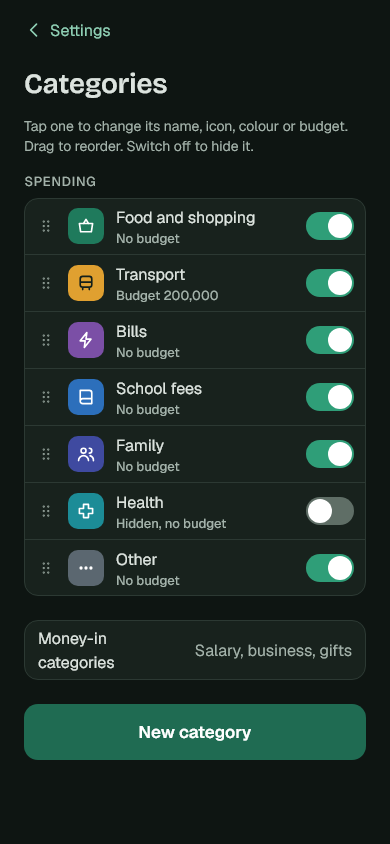 Settings
Categories
Tap one to change its name, icon, colour or budget.
Drag to reorder. Switch off to hide it.
SPENDING
Food and shopping
No budget
Transport
Budget 200,000
Bills
No budget
School fees
No budget
Family
No budget
Health
Hidden, no budget
Other
No budget
Money-in
categories
Salary, business, gifts
New category